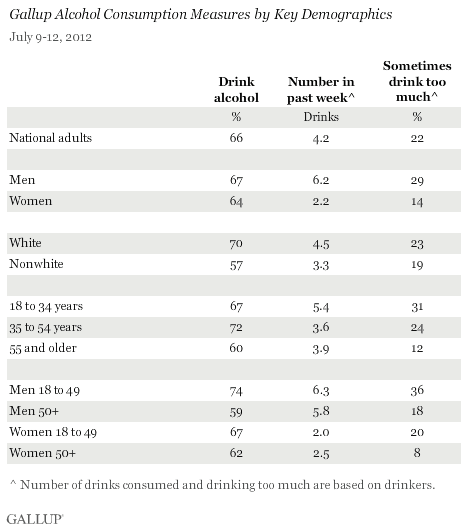 Gallup Alcohol Consumption Measures by Key Demographics
July 9-12, 2012
Drink alcohol Number in past week^ Sometimes drink too much^
% Drinks %
National adults 66 4.2 22
Men 67 6.2 29
Women 64 2.2 14
White 70 4.5 23
Nonwhite 57 3.3 19
18 to 34 years 67 5.4 31
35 to 54 years 72 3.6 24
55 and older 60 3.9 12
Men 18 to 49 74 6.3 36
Men 50+ 59 5.8 18
Women 18 to 49 67 2.0 20
Women 50+ 62 2.5 8
^ Number of drinks consumed and drinking too much are based on drinkers.
GALLUP®